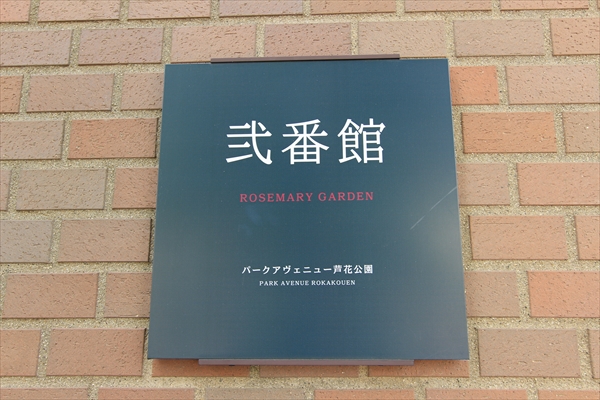 弐番館
ROSEMARY GARDEN
パークアヴェニュー芦花公園
PARK AVENUE ROKAKOUEN